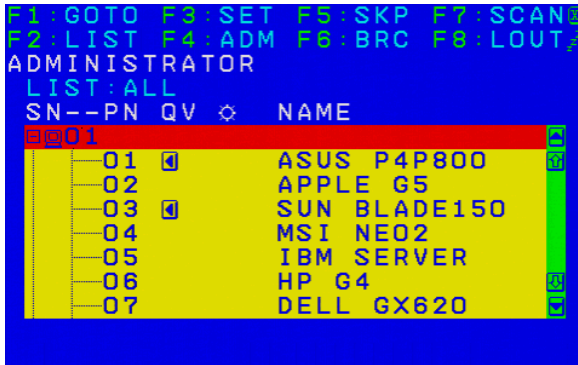 F1:GOTO F3:SET F5:SKP F7:SCAN
F2:LIST F4:ADM F6:BRC F8:LOUT
ADMINISTRATOR
LIST:ALL
SN--PN QV ☼ NAME
01
01 ASUS P4P800
02 APPLE G5
03 SUN BLADE150
04 MSI NEO2
05 IBM SERVER
06 HP G4
07 DELL GX620